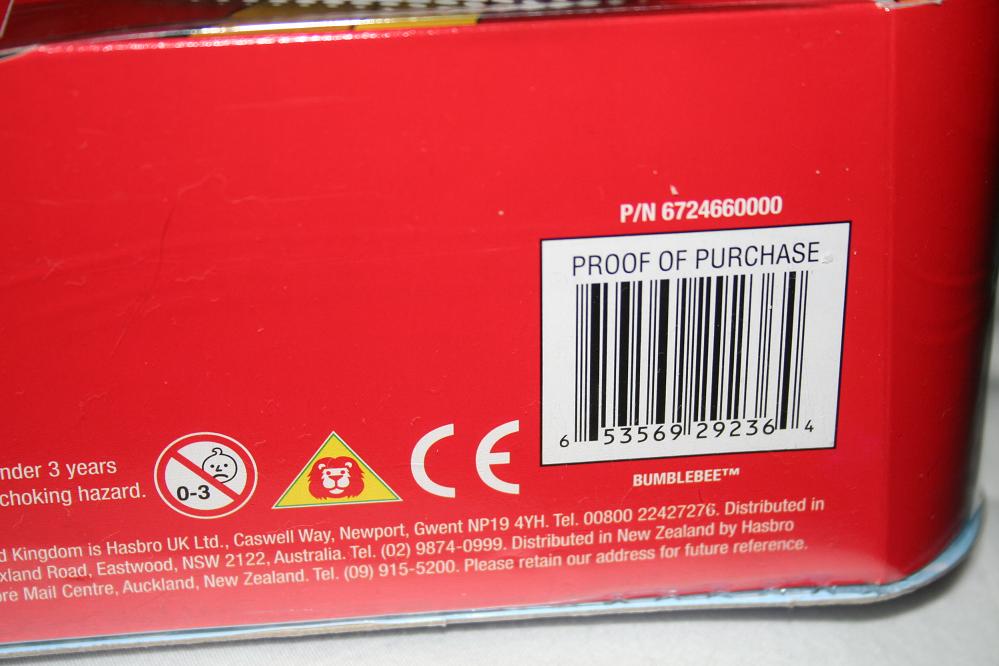 P/N 6724660000
PROOF OF PURCHASE
6 53569 29236 4
BUMBLEBEE™
nder 3 years
choking hazard.
0-3
CE
d Kingdom is Hasbro UK Ltd., Caswell Way, Newport, Gwent NP19 4YH. Tel. 00800 22427276. Distributed in
xland Road, Eastwood, NSW 2122, Australia. Tel. (02) 9874-0999. Distributed in New Zealand by Hasbro
ore Mail Centre, Auckland, New Zealand. Tel. (09) 915-5200. Please retain our address for future reference.